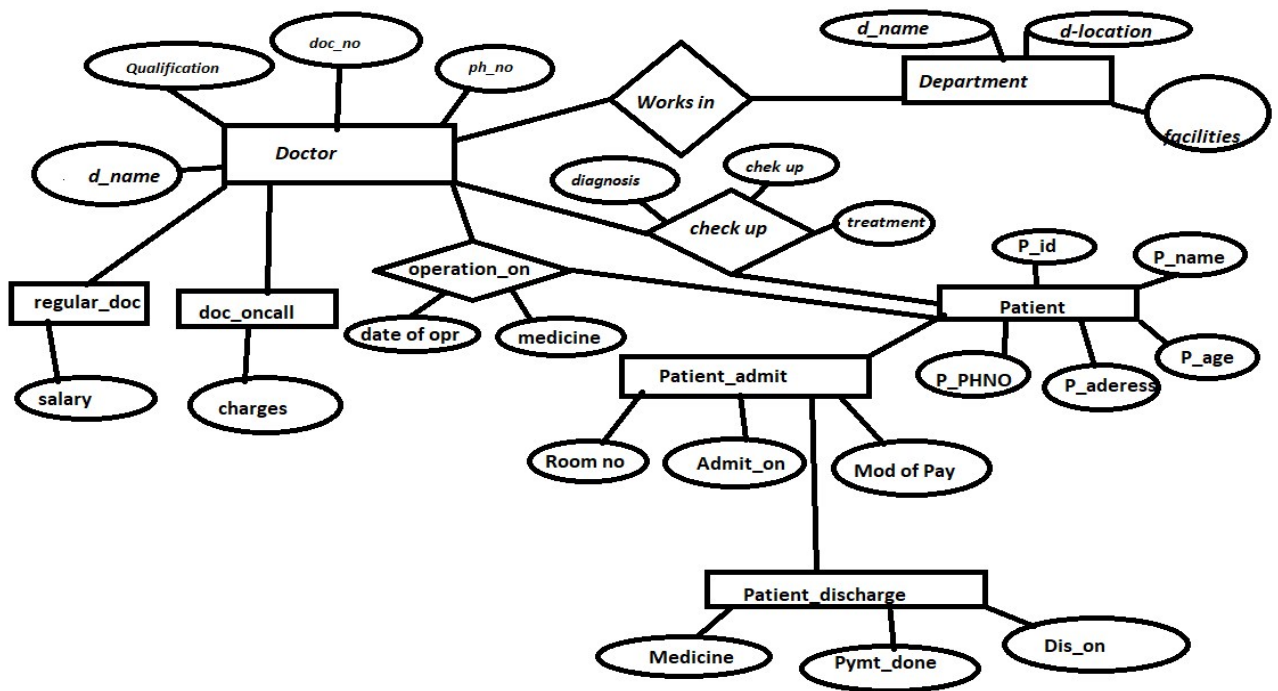 d_name
d-location
doc_no
Qualification
ph_no
Department
Works in
facilities
Doctor
d_name
chek up
diagnosis
check up
treatment
P_id
P_name
operation_on
regular_doc
doc_oncall
Patient
date of opr
medicine
P_age
Patient_admit
P_PHNO
P_aderess
salary
charges
Room no
Admit_on
Mod of Pay
Patient_discharge
Medicine
Pymt_done
Dis_on